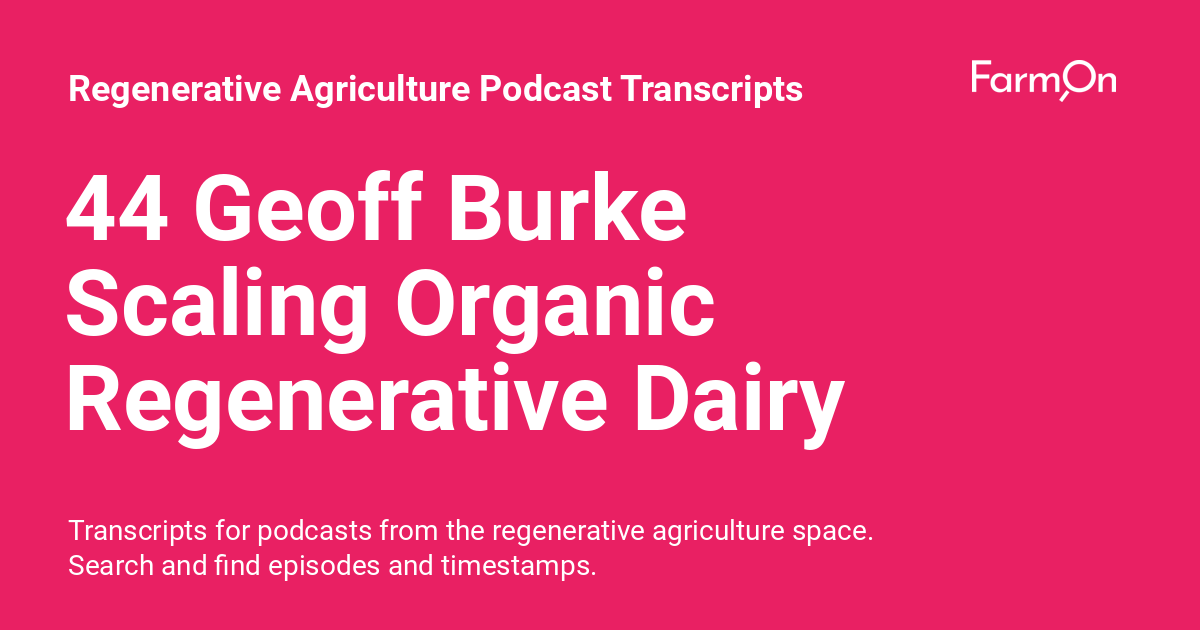 Regenerative Agriculture Podcast Transcripts
FarmOn
44 Geoff Burke
Scaling Organic
Regenerative Dairy
Transcripts for podcasts from the regenerative agriculture space.
Search and find episodes and timestamps.